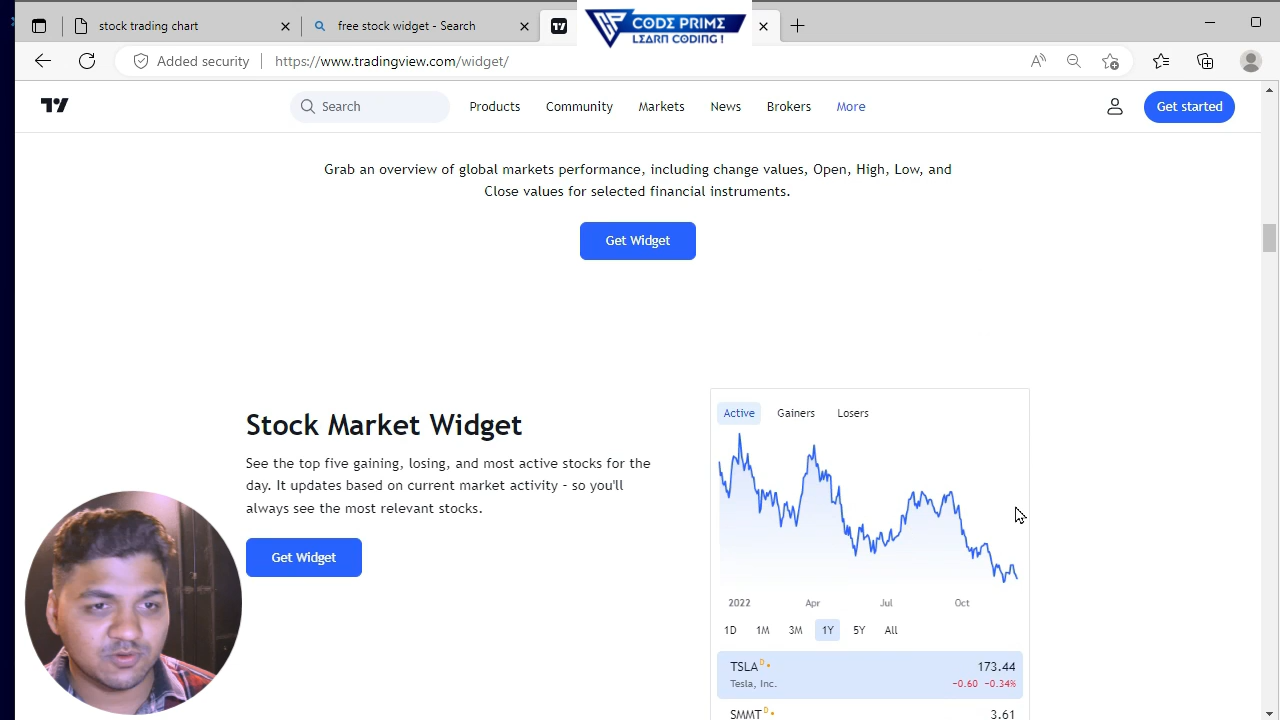 stock trading chart
stock widget - Search
CODE PRIME
LEARN CODING !
Added security
https://www.tradingview.com/widget/
Search
Products
Community
Markets
News
Brokers
More
Get started
Grab an overview of global markets performance, including change values, Open, High, Low, and
Close values for selected financial instruments.
Get Widget
Stock Market Widget
See the top five gaining, losing, and most active stocks for the
day. It updates based on current market activity - so you'll
always see the most relevant stocks.
Get Widget
Active Gainers Losers
2022 Apr Jul Oct
1D 1M 3M 1Y 5Y All
TSLA D 173.44
Tesla, Inc. −0.60 −0.34%
SMMT D 3.61